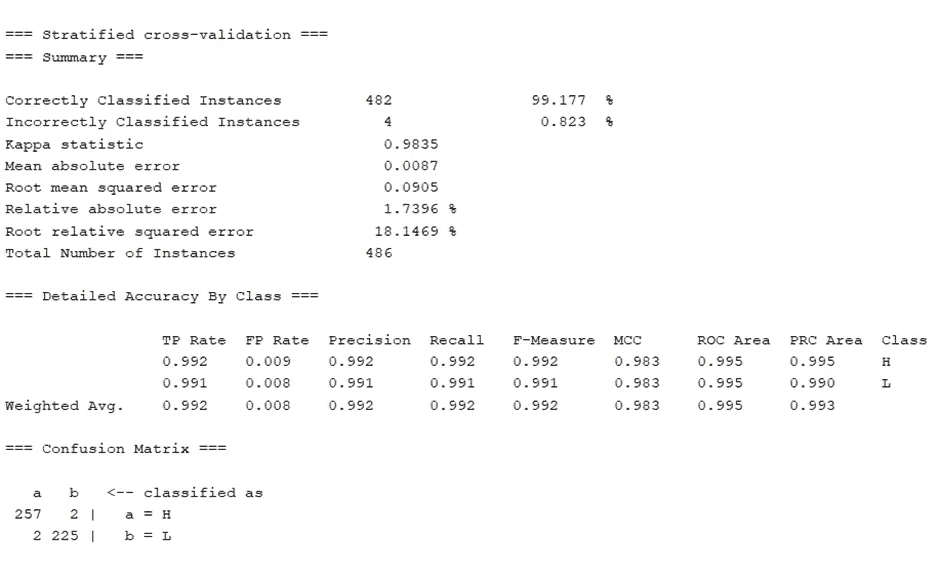 === Stratified cross-validation ===
=== Summary ===
Correctly Classified Instances 482 99.177 %
Incorrectly Classified Instances 4 0.823 %
Kappa statistic 0.9835
Mean absolute error 0.0087
Root mean squared error 0.0905
Relative absolute error 1.7396 %
Root relative squared error 18.1469 %
Total Number of Instances 486
=== Detailed Accuracy By Class ===
TP Rate FP Rate Precision Recall F-Measure MCC ROC Area PRC Area Class
0.992 0.009 0.992 0.992 0.992 0.983 0.995 0.995 H
0.991 0.008 0.991 0.991 0.991 0.983 0.995 0.990 L
Weighted Avg. 0.992 0.008 0.992 0.992 0.992 0.983 0.995 0.993
=== Confusion Matrix ===
a b <-- classified as
257 2 | a = H
2 225 | b = L